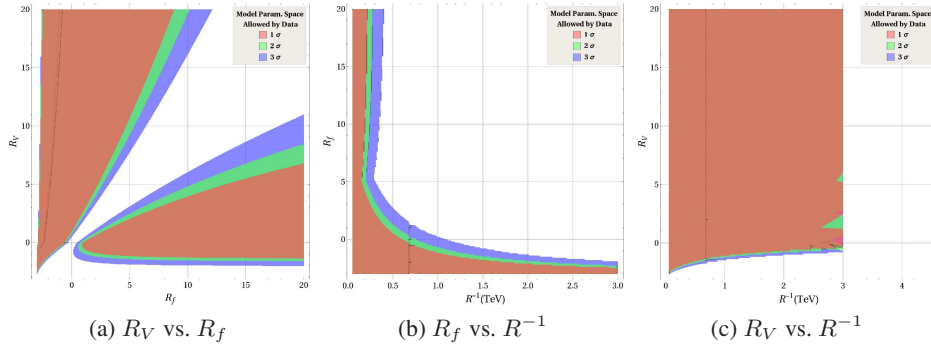 Model Param. Space
Allowed by Data
1 σ
2 σ
3 σ
20
15
10
5
0
R_V
0
5
10
15
20
R_f
(a) R_V vs. R_f
Model Param. Space
Allowed by Data
1 σ
2 σ
3 σ
20
15
10
5
0
R_f
0.0
0.5
1.0
1.5
2.0
2.5
3.0
R^{-1}(TeV)
(b) R_f vs. R^{-1}
Model Param. Space
Allowed by Data
1 σ
2 σ
3 σ
20
15
10
5
0
R_V
0
1
2
3
4
R^{-1}(TeV)
(c) R_V vs. R^{-1}